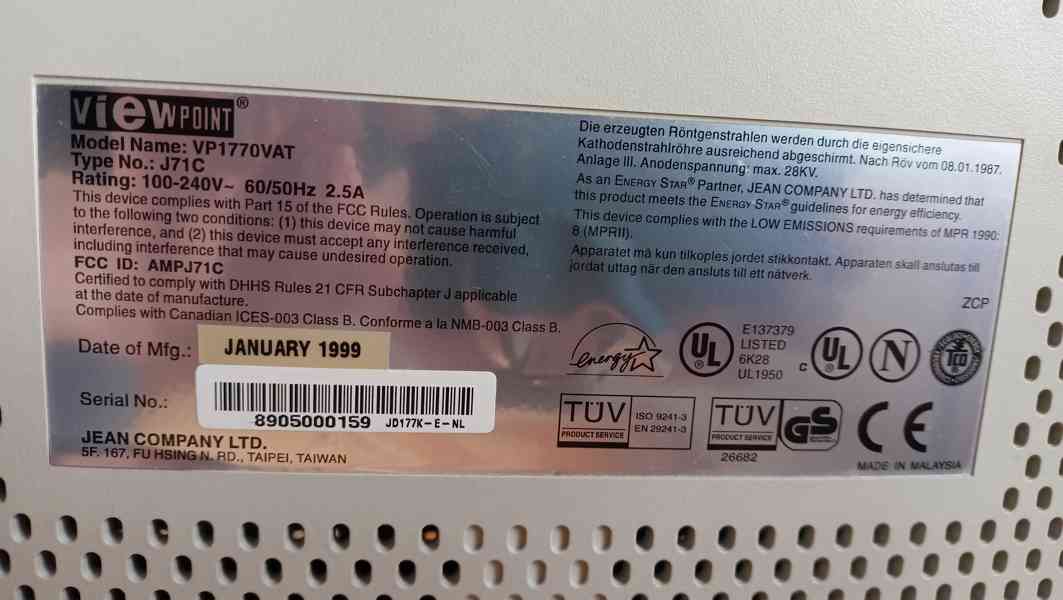 ViewPOINT®
Model Name: VP1770VAT
Type No.: J71C
Rating: 100-240V~ 60/50Hz 2.5A
This device complies with Part 15 of the FCC Rules. Operation is subject
to the following two conditions: (1) this device may not cause harmful
interference, and (2) this device must accept any interference received,
including interference that may cause undesired operation.
FCC ID: AMPJ71C
Certified to comply with DHHS Rules 21 CFR Subchapter J applicable
at the date of manufacture.
Complies with Canadian ICES-003 Class B. Conforme a la NMB-003 Class B.
Date of Mfg.: JANUARY 1999
Serial No.:
8905000159 JD177K-E-NL
JEAN COMPANY LTD.
5F. 167, FU HSING N. RD., TAIPEI, TAIWAN
Die erzeugten Röntgenstrahlen werden durch die eigensichere
Kathodenstrahlröhre ausreichend abgeschirmt. Nach Röv vom 08.01.1987.
Anlage III. Anodenspannung: max. 28KV.
As an ENERGY STAR® Partner, JEAN COMPANY LTD. has determined that
this product meets the ENERGY STAR® guidelines for energy efficiency.
This device complies with the LOW EMISSIONS requirements of MPR 1990:
8 (MPRII).
Apparatet må kun tilkoples jordet stikkontakt. Apparaten skall anslutas till
jordat uttag når den ansluts till ett nätverk.
ZCP
energy
UL ®
E137379
LISTED
6K28
UL1950
c UL ®
N
TCO
TÜV
PRODUCT SERVICE
ISO 9241-3
EN 29241-3
TÜV
PRODUCT SERVICE
GS
26682
CE
MADE IN MALAYSIA